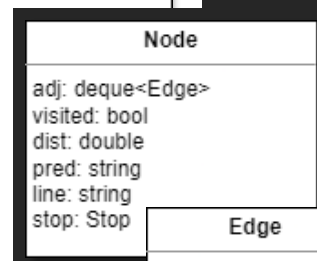 Node
adj: deque<Edge>
visited: bool
dist: double
pred: string
line: string
stop: Stop
Edge